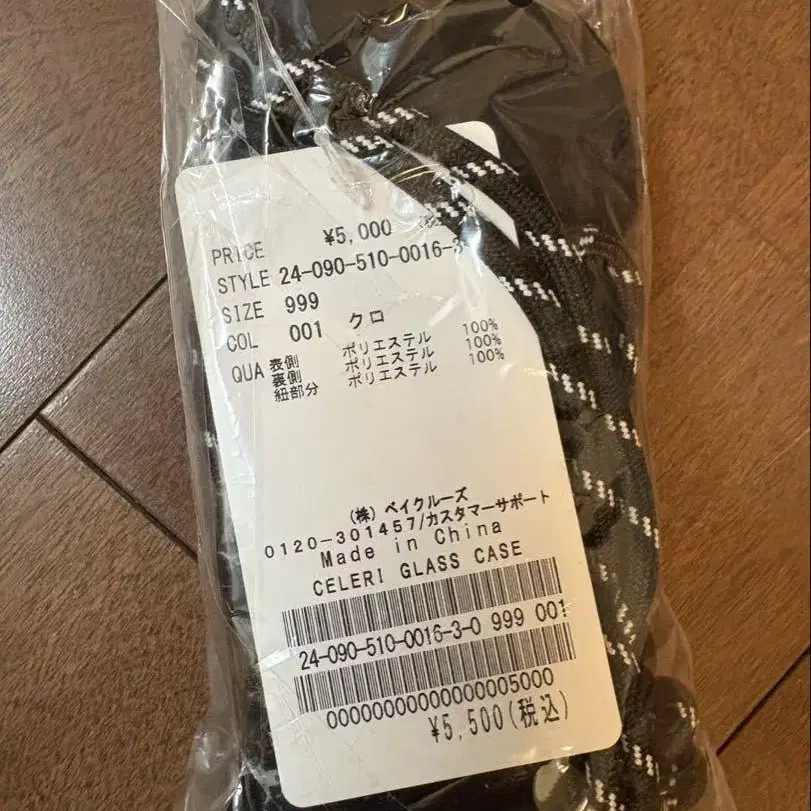 PRICE ¥5,000
STYLE 24-090-510-0016-3
SIZE 999
COL 001 クロ
QUA 表側 ポリエステル 100%
裏側 ポリエステル 100%
紐部分 ポリエステル 100%
(株) ベイクルーズ
0120-301457/カスタマーサポート
Made in China
CELERI GLASS CASE
24-090-510-0016-3-0 999 001
00000000000000005000
¥5,500(税込)